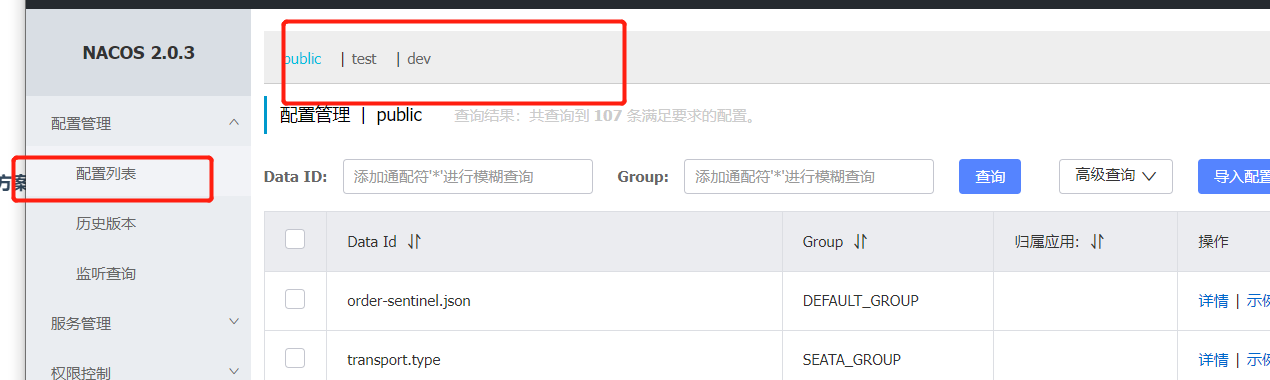 NACOS 2.0.3
public | test | dev
配置管理 | public 查询结果：共查询到 107 条满足要求的配置。
配置管理
配置列表
历史版本
监听查询
服务管理
权限控制
方案
Data ID: 添加通配符'*'进行模糊查询 Group: 添加通配符'*'进行模糊查询 查询 高级查询 导入配置
Data Id Group 归属应用: 操作
order-sentinel.json DEFAULT_GROUP 详情 | 示例
transport.type SEATA_GROUP 详情 | 示例